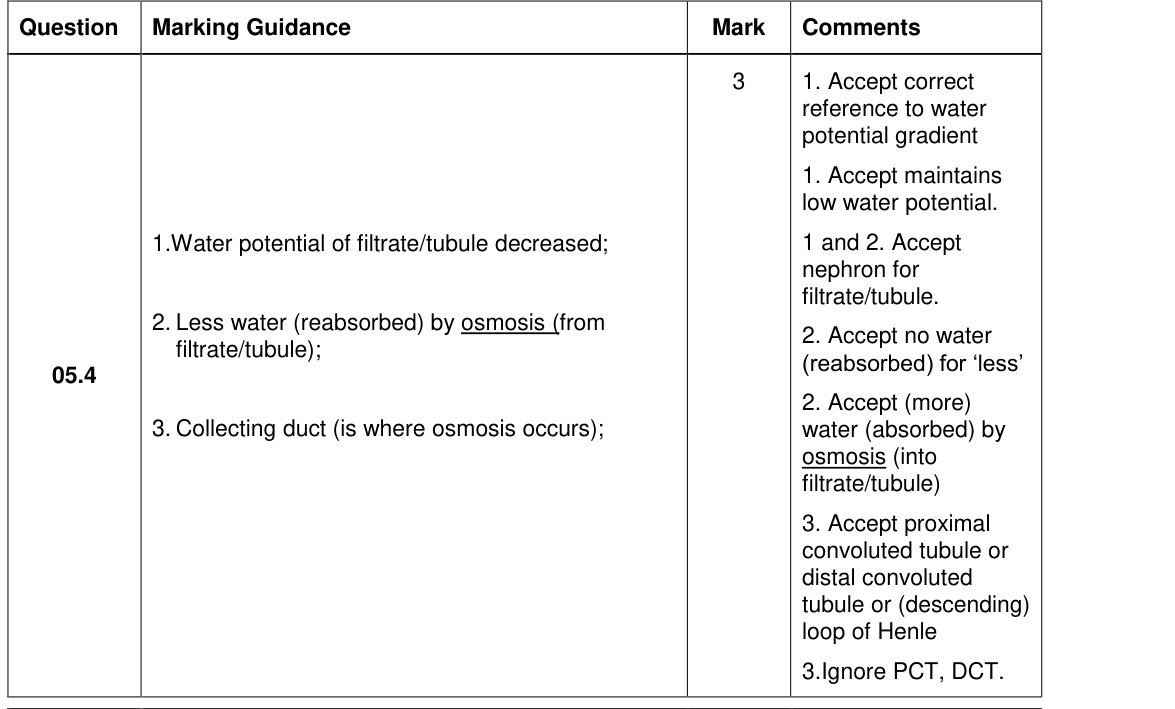 Question Marking Guidance Mark Comments
05.4
1.Water potential of filtrate/tubule decreased;
2. Less water (reabsorbed) by osmosis (from
filtrate/tubule);
3. Collecting duct (is where osmosis occurs);
3
1. Accept correct
reference to water
potential gradient
1. Accept maintains
low water potential.
1 and 2. Accept
nephron for
filtrate/tubule.
2. Accept no water
(reabsorbed) for ‘less’
2. Accept (more)
water (absorbed) by
osmosis (into
filtrate/tubule)
3. Accept proximal
convoluted tubule or
distal convoluted
tubule or (descending)
loop of Henle
3.Ignore PCT, DCT.